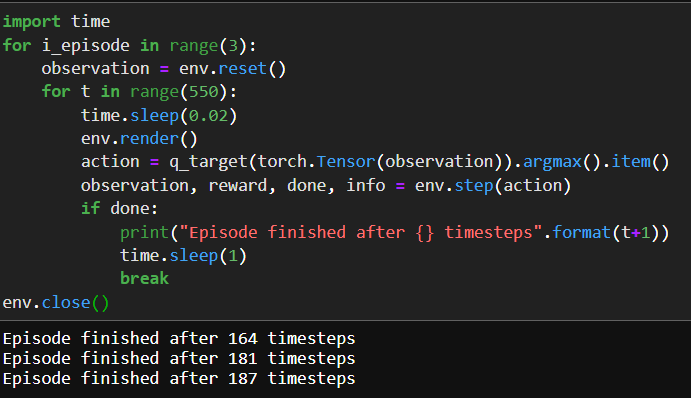 import time
for i_episode in range(3):
    observation = env.reset()
    for t in range(550):
        time.sleep(0.02)
        env.render()
        action = q_target(torch.Tensor(observation)).argmax().item()
        observation, reward, done, info = env.step(action)
        if done:
            print("Episode finished after {} timesteps".format(t+1))
            time.sleep(1)
            break
env.close()
Episode finished after 164 timesteps
Episode finished after 181 timesteps
Episode finished after 187 timesteps